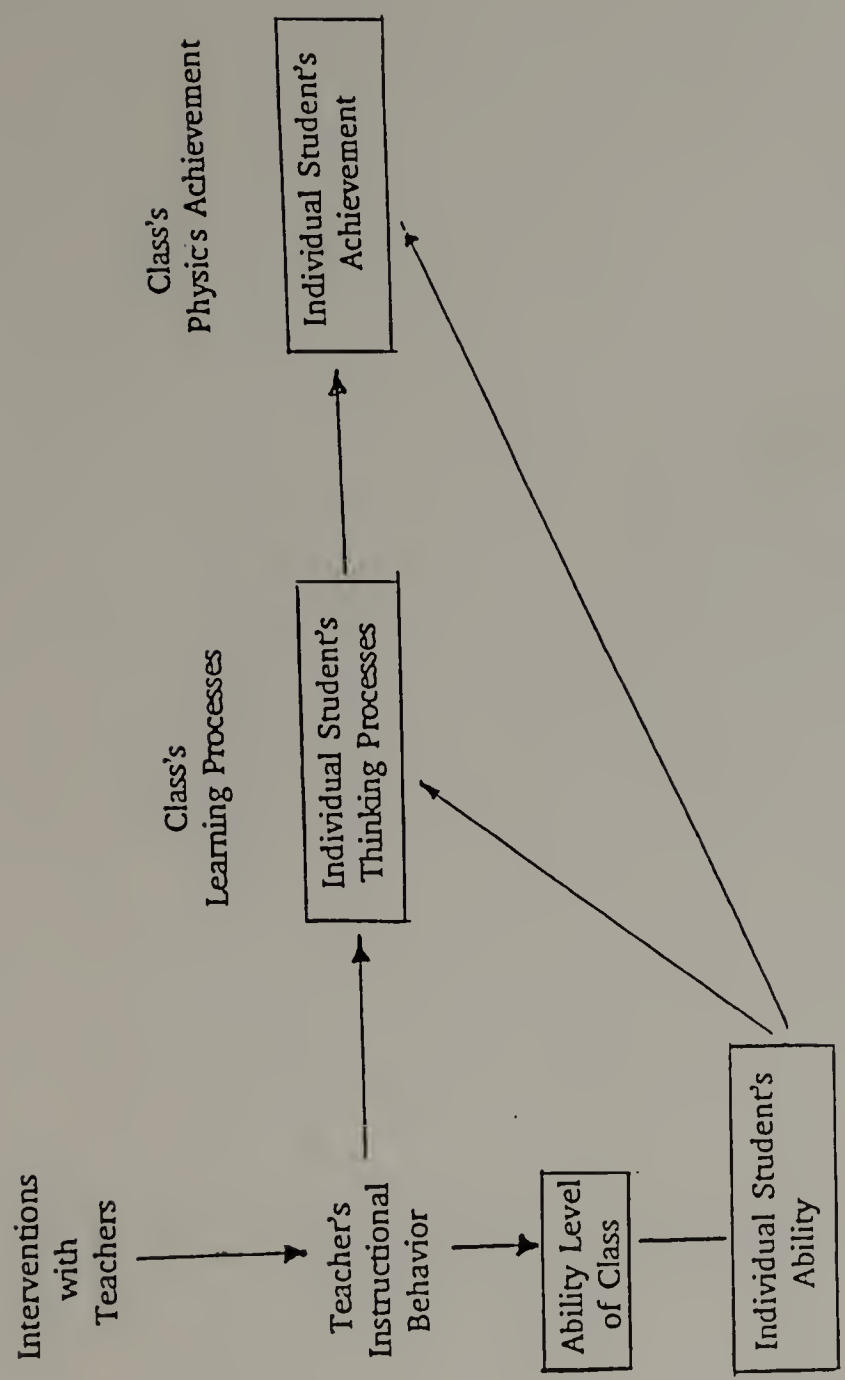 Interventions
with
Teachers
Teacher's
Instructional
Behavior
Ability Level
of Class
Individual Student's
Ability
Class's
Learning Processes
Individual Student's
Thinking Processes
Class's
Physic's Achievement
Individual Student's
Achievement